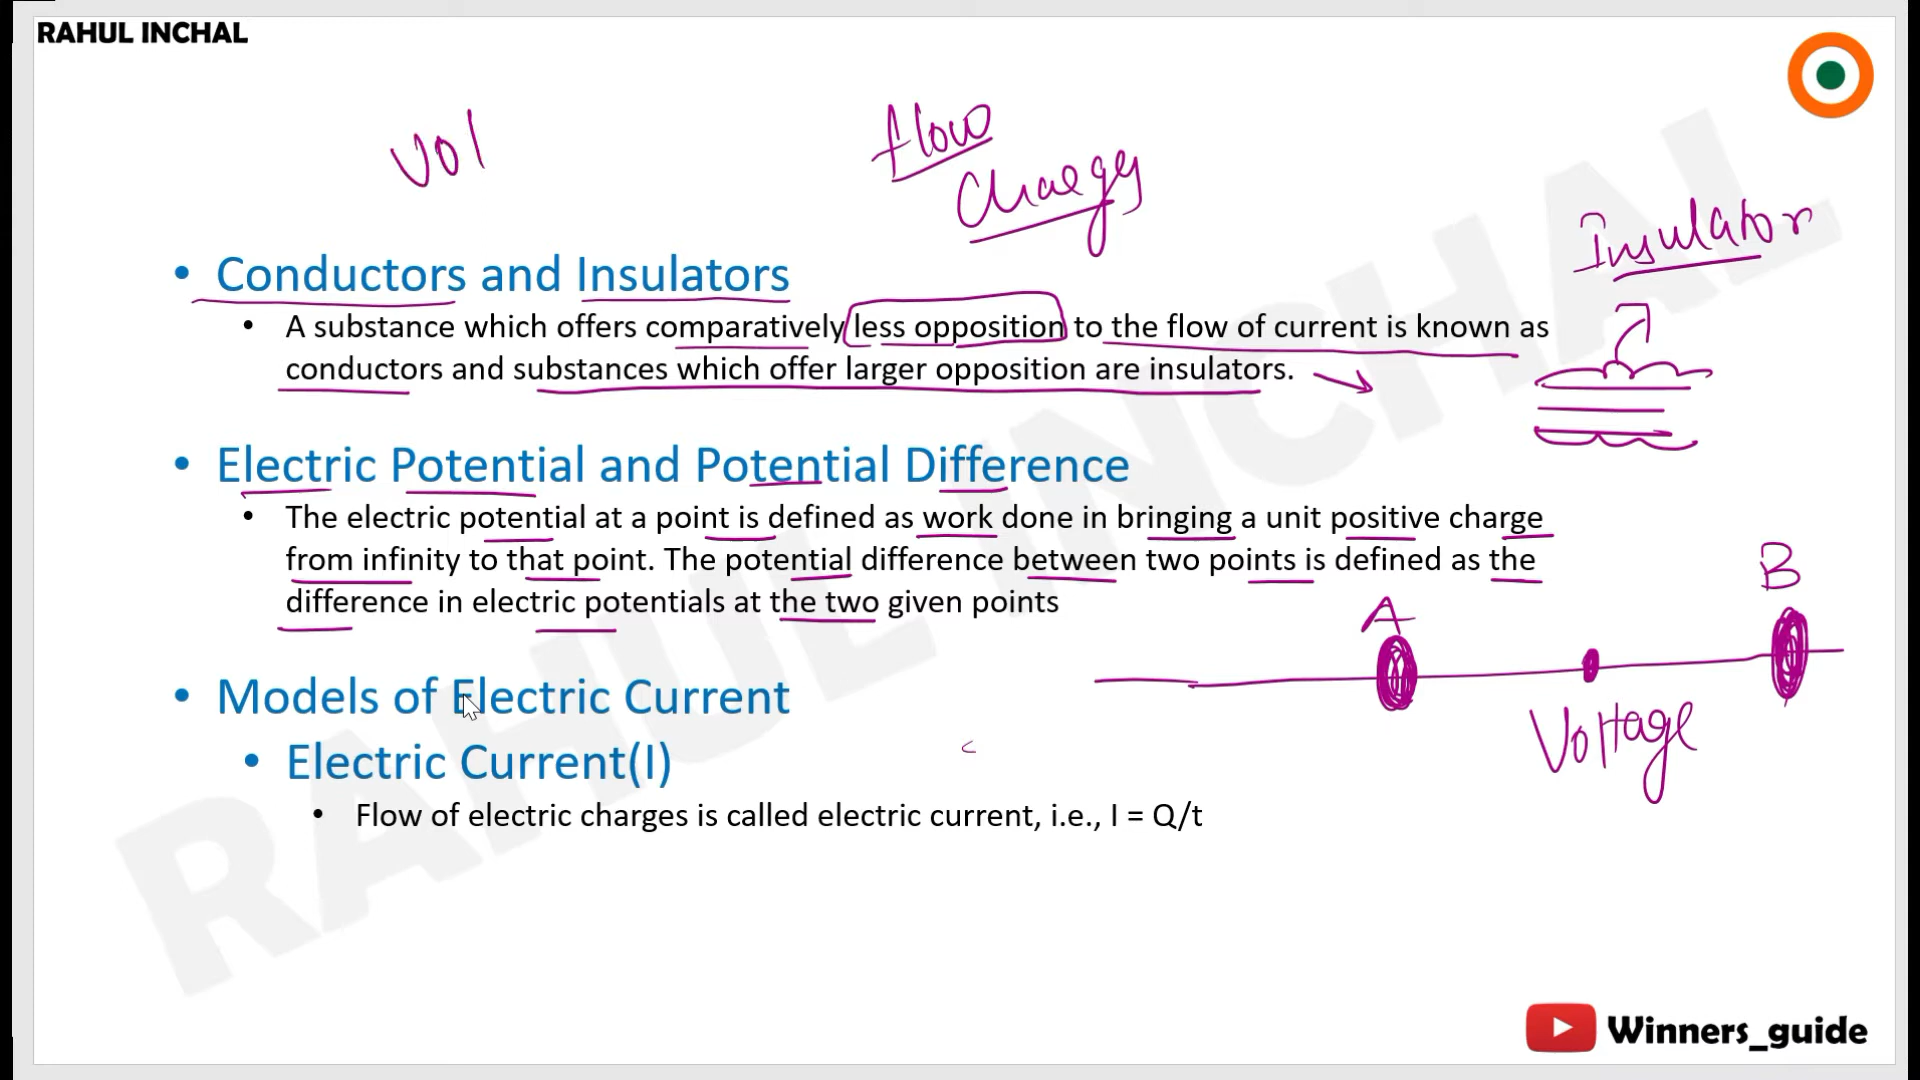 RAHUL INCHAL
Vol
flow
Charges
Insulator
• Conductors and Insulators
• A substance which offers comparatively less opposition to the flow of current is known as
conductors and substances which offer larger opposition are insulators.
• Electric Potential and Potential Difference
• The electric potential at a point is defined as work done in bringing a unit positive charge
from infinity to that point. The potential difference between two points is defined as the
difference in electric potentials at the two given points
A
B
Voltage
• Models of Electric Current
• Electric Current(I)
• Flow of electric charges is called electric current, i.e., I = Q/t
RAHUL INCHAL
Winners_guide